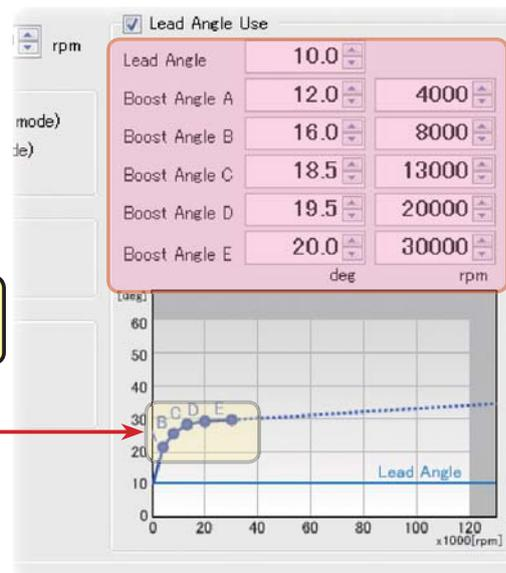 Lead Angle Use
rpm
Lead Angle 10.0
Boost Angle A 12.0 4000
mode)
Boost Angle B 16.0 8000
de)
Boost Angle C 18.5 13000
Boost Angle D 19.5 20000
Boost Angle E 20.0 30000
deg rpm
[deg]
60
50
40
30
B C D E
20
Lead Angle
10
0
0 20 40 60 80 100 120
x1000[rpm]